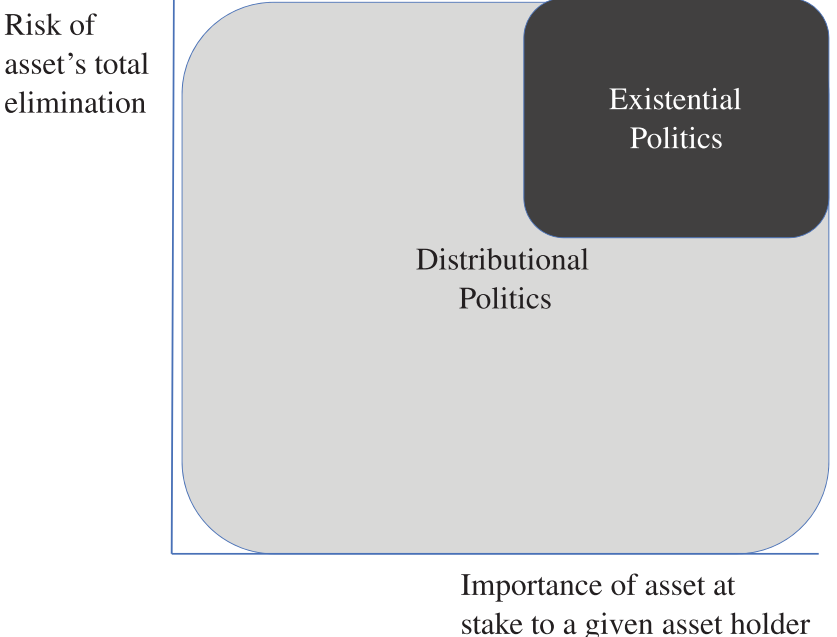 Risk of
asset’s total
elimination
Existential
Politics
Distributional
Politics
Importance of asset at
stake to a given asset holder